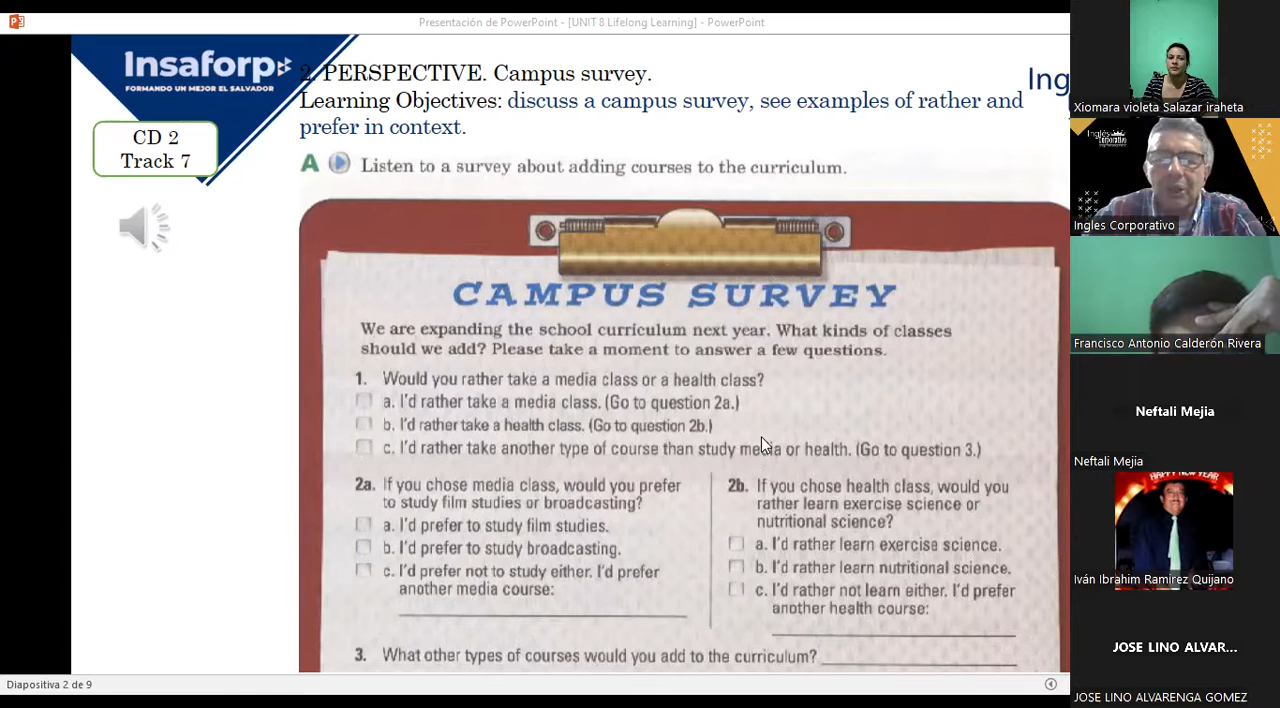 Presentación de PowerPoint - [UNIT 8 Lifelong Learning] - PowerPoint
Insaforp
FORMANDO UN MEJOR EL SALVADOR
2. PERSPECTIVE. Campus survey.
Ing
Learning Objectives: discuss a campus survey, see examples of rather and
prefer in context.
CD 2
Track 7
A Listen to a survey about adding courses to the curriculum.
CAMPUS SURVEY
We are expanding the school curriculum next year. What kinds of classes
should we add? Please take a moment to answer a few questions.
1. Would you rather take a media class or a health class?
a. I'd rather take a media class. (Go to question 2a.)
b. I'd rather take a health class. (Go to question 2b.)
c. I'd rather take another type of course than study media or health. (Go to question 3.)
2a. If you chose media class, would you prefer
to study film studies or broadcasting?
a. I'd prefer to study film studies.
b. I'd prefer to study broadcasting.
c. I'd prefer not to study either. I'd prefer
another media course:
2b. If you chose health class, would you
rather learn exercise science or
nutritional science?
a. I'd rather learn exercise science.
b. I'd rather learn nutritional science.
c. I'd rather not learn either. I'd prefer
another health course:
3. What other types of courses would you add to the curriculum?
Diapositiva 2 de 9
Xiomara violeta Salazar iraheta
Inglés
Corporativo
Ingles Corporativo
Francisco Antonio Calderón Rivera
Neftali Mejia
Neftali Mejia
HAPPY NEW YEAR
Iván Ibrahim Ramirez Quijano
JOSE LINO ALVAR...
JOSE LINO ALVARENGA GOMEZ